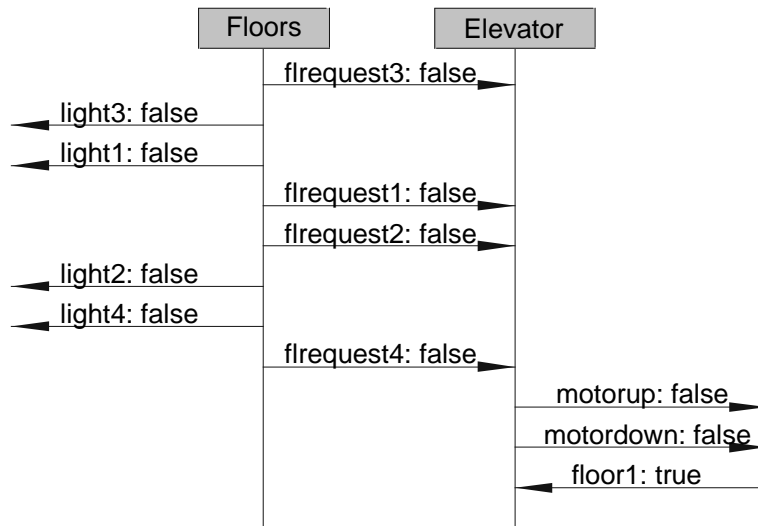 Floors
Elevator
flrequest3: false
light3: false
light1: false
flrequest1: false
flrequest2: false
light2: false
light4: false
flrequest4: false
motorup: false
motordown: false
floor1: true